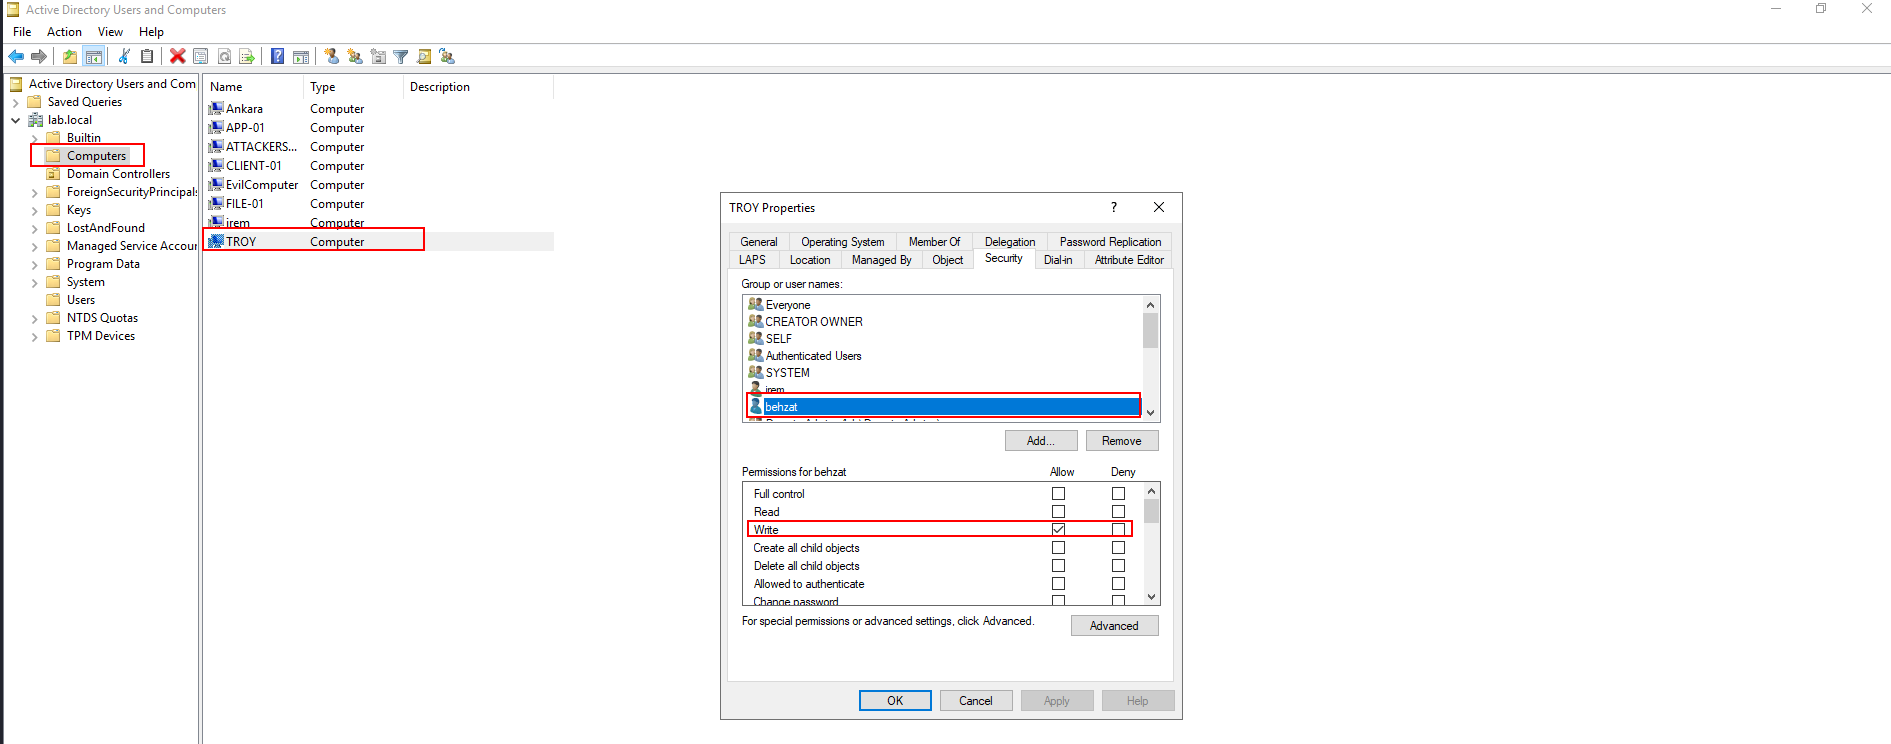 Active Directory Users and Computers
File Action View Help
Active Directory Users and Com
Saved Queries
lab.local
Builtin
Computers
Domain Controllers
ForeignSecurityPrincipals
Keys
LostAndFound
Managed Service Accour
Program Data
System
Users
NTDS Quotas
TPM Devices
Name Type Description
Ankara Computer
APP-01 Computer
ATTACKERS... Computer
CLIENT-01 Computer
EvilComputer Computer
FILE-01 Computer
irem Computer
TROY Computer
TROY Properties
?
General Operating System Member Of Delegation Password Replication
LAPS Location Managed By Object Security Dial-in Attribute Editor
Group or user names:
Everyone
CREATOR OWNER
SELF
Authenticated Users
SYSTEM
irem
behzat
Add... Remove
Permissions for behzat Allow Deny
Full control
Read
Write
Create all child objects
Delete all child objects
Allowed to authenticate
Change password
For special permissions or advanced settings, click Advanced.
Advanced
OK Cancel Apply Help